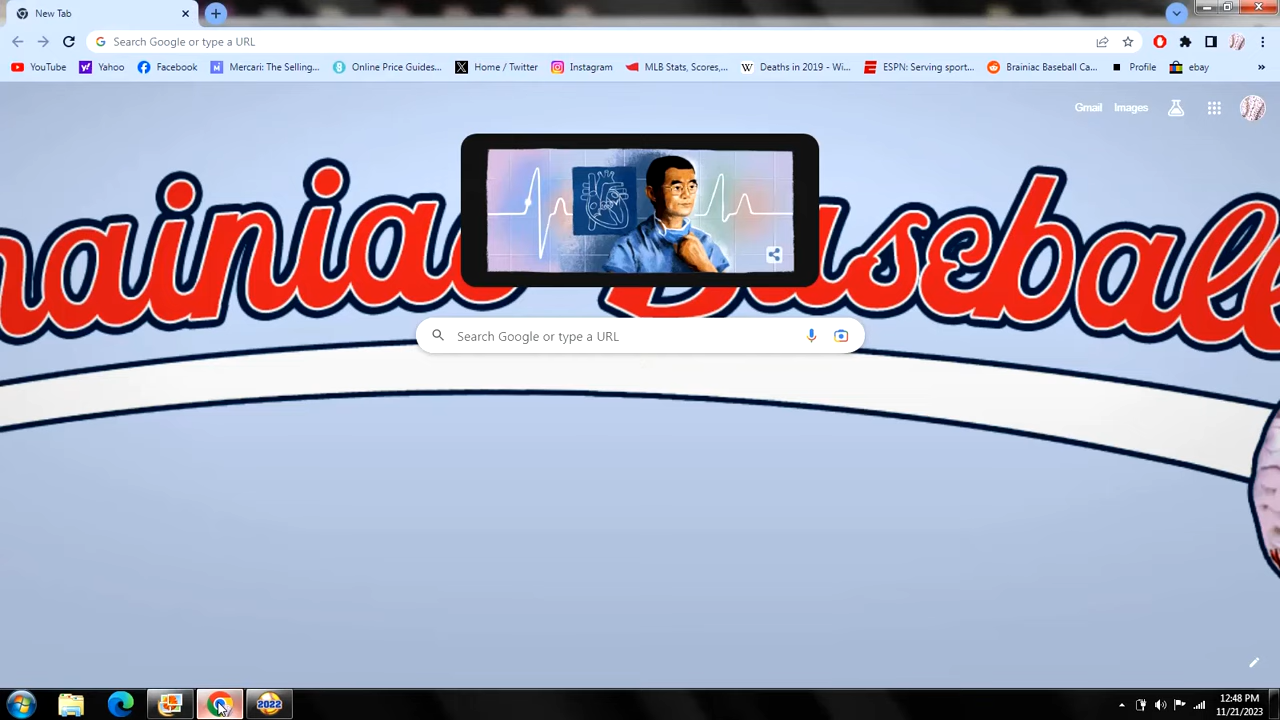 New Tab
Search Google or type a URL
YouTube Yahoo Facebook Mercari: The Selling... Online Price Guides... Home / Twitter Instagram MLB Stats, Scores,... Deaths in 2019 - Wi... ESPN: Serving sport... Brainiac Baseball Ca... Profile ebay »
Gmail Images
ainiac Baseball
Search Google or type a URL
2022
12:48 PM
11/21/2023